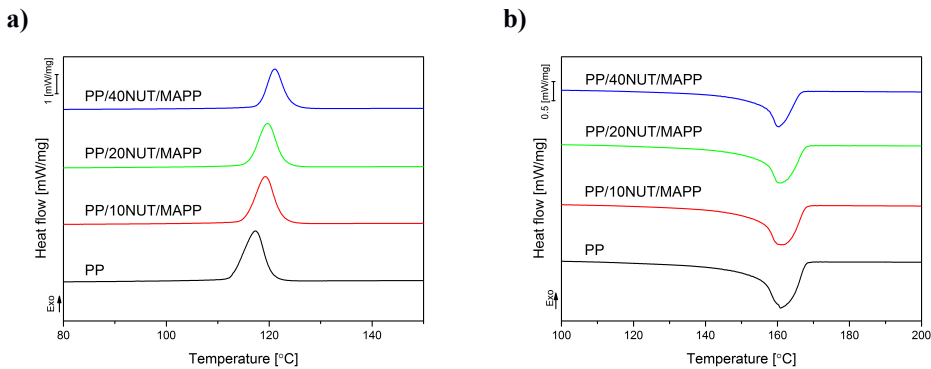 a)
1 [mW/mg]
Heat flow [mW/mg]
PP/40NUT/MAPP
PP/20NUT/MAPP
PP/10NUT/MAPP
PP
Exo
80 100 120 140
Temperature [°C]
b)
0.5 [mW/mg]
Heat flow [mW/mg]
PP/40NUT/MAPP
PP/20NUT/MAPP
PP/10NUT/MAPP
PP
Exo
100 120 140 160 180 200
Temperature [°C]